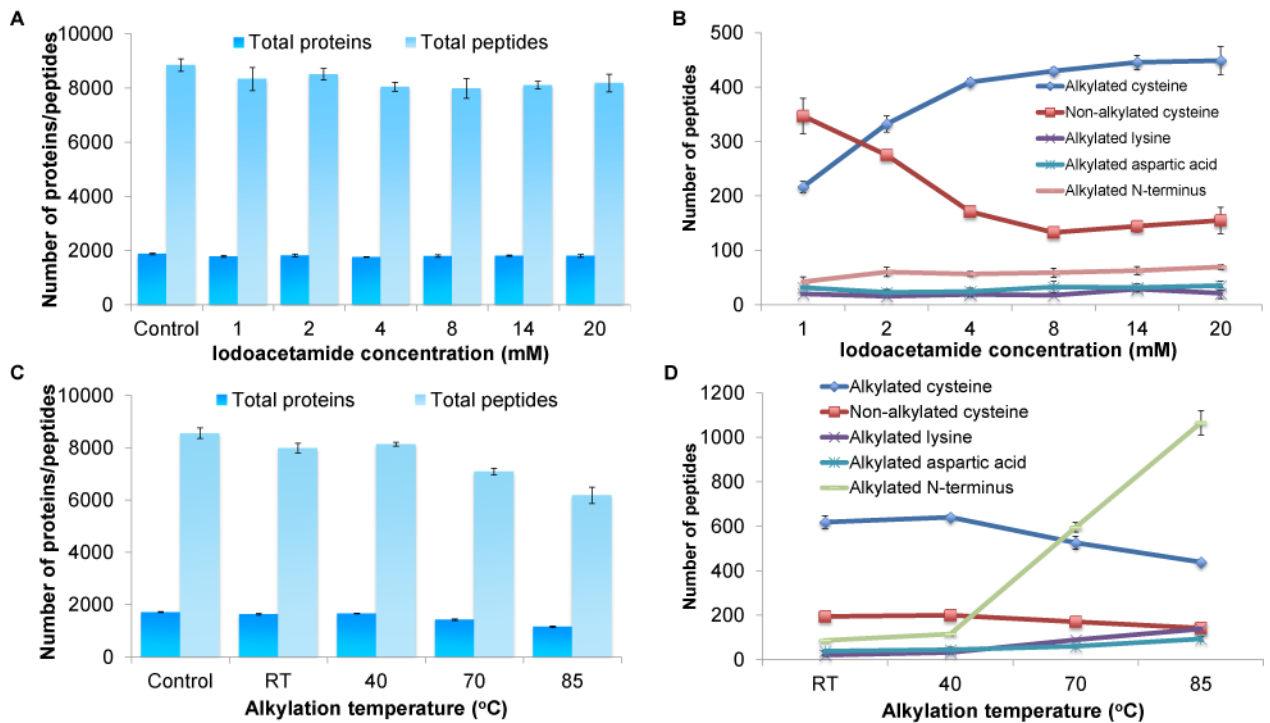 A
Total proteins
Total peptides
Number of proteins/peptides
10000
8000
6000
4000
2000
0
Control 1 2 4 8 14 20
Iodoacetamide concentration (mM)
B
Number of peptides
500
400
300
200
100
0
Alkylated cysteine
Non-alkylated cysteine
Alkylated lysine
Alkylated aspartic acid
Alkylated N-terminus
1 2 4 8 14 20
Iodoacetamide concentration (mM)
C
Total proteins
Total peptides
Number of proteins/peptides
10000
8000
6000
4000
2000
0
Control RT 40 70 85
Alkylation temperature (oC)
D
Number of peptides
1200
1000
800
600
400
200
0
Alkylated cysteine
Non-alkylated cysteine
Alkylated lysine
Alkylated aspartic acid
Alkylated N-terminus
RT 40 70 85
Alkylation temperature (oC)